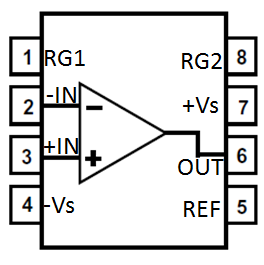 1 RG1 RG2 8
2 -IN +Vs 7
3 +IN OUT 6
4 -Vs REF 5